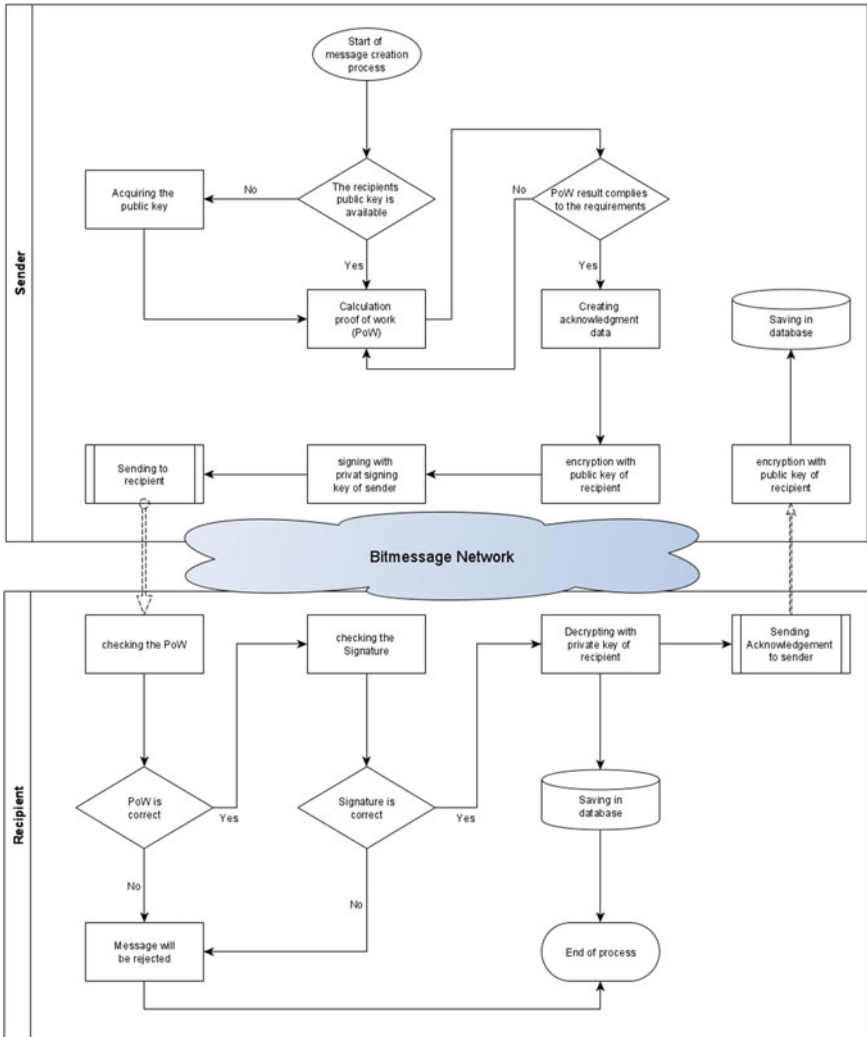 Sender
Start of
message creation
process
Acquiring the
public key
No
The recipients
public key is
available
No
PoW result complies
to the requirements
Yes
Yes
Calculation
proof of work
(PoW)
Creating
acknowledgment
data
Saving in
database
Sending to
recipient
signing with
privat signing
key of sender
encryption with
public key of
recipient
encryption with
public key of
recipient
Bitmessage Network
Recipient
checking the PoW
checking the
Signature
Decrypting with
private key of
recipient
Sending
Acknowledgement
to sender
PoW is
correct
Yes
Signature is
correct
Yes
Saving in
database
No
No
Message will
be rejected
End of process